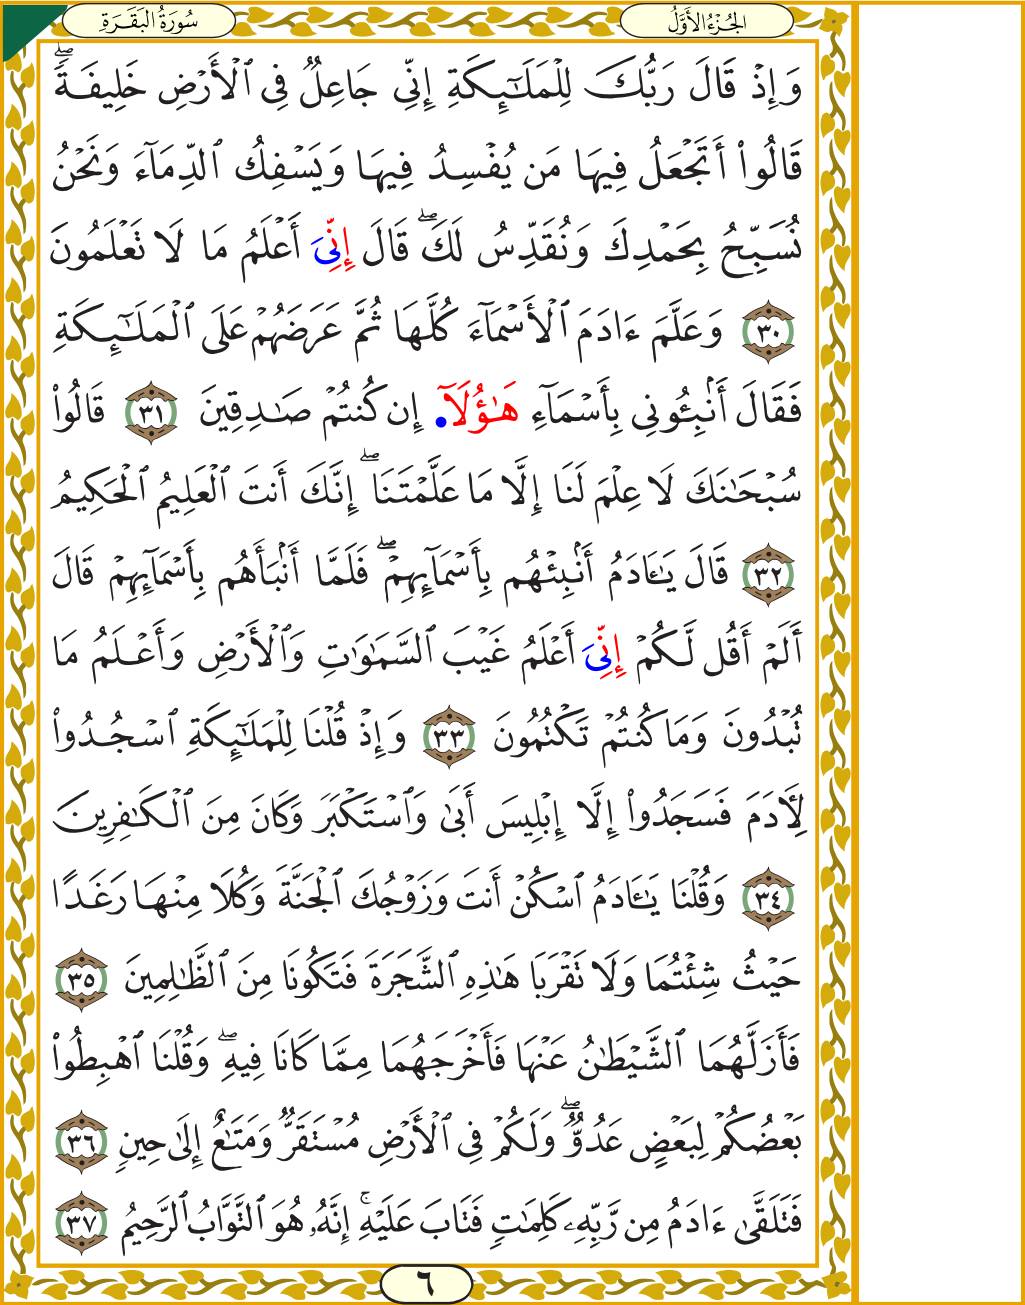 سُورَةُ البَقَرَةِ
الجُزْءُ الأَوَّلُ
وَإِذْ قَالَ رَبُّكَ لِلْمَلَٰٓئِكَةِ إِنِّي جَاعِلٌ فِي ٱلْأَرْضِ خَلِيفَةًۖ
قَالُوٓاْ أَتَجْعَلُ فِيهَا مَن يُفْسِدُ فِيهَا وَيَسْفِكُ ٱلدِّمَآءَ وَنَحْنُ
نُسَبِّحُ بِحَمْدِكَ وَنُقَدِّسُ لَكَۖ قَالَ إِنِّيَ أَعْلَمُ مَا لَا تَعْلَمُونَ
٣٠ وَعَلَّمَ ءَادَمَ ٱلْأَسْمَآءَ كُلَّهَا ثُمَّ عَرَضَهُمْ عَلَى ٱلْمَلَٰٓئِكَةِ
فَقَالَ أَنۢبِـُٔونِي بِأَسْمَآءِ هَٰٓؤُلَآ إِن كُنتُمْ صَٰدِقِينَ ٣١ قَالُواْ
سُبْحَٰنَكَ لَا عِلْمَ لَنَا إِلَّا مَا عَلَّمْتَنَاۖ إِنَّكَ أَنتَ ٱلْعَلِيمُ ٱلْحَكِيمُ
٣٢ قَالَ يَٰٓـَٔادَمُ أَنۢبِئْهُم بِأَسْمَآئِهِمْۖ فَلَمَّا أَنۢبَأَهُم بِأَسْمَآئِهِمْ قَالَ
أَلَمْ أَقُل لَّكُمْ إِنِّيَ أَعْلَمُ غَيْبَ ٱلسَّمَٰوَٰتِ وَٱلْأَرْضِ وَأَعْلَمُ مَا
تُبْدُونَ وَمَا كُنتُمْ تَكْتُمُونَ ٣٣ وَإِذْ قُلْنَا لِلْمَلَٰٓئِكَةِ ٱسْجُدُواْ
لِأٓدَمَ فَسَجَدُواْ إِلَّا إِبْلِيسَ أَبَىٰ وَٱسْتَكْبَرَ وَكَانَ مِنَ ٱلْكَٰفِرِينَ
٣٤ وَقُلْنَا يَٰٓـَٔادَمُ ٱسْكُنْ أَنتَ وَزَوْجُكَ ٱلْجَنَّةَ وَكُلَا مِنْهَا رَغَدًا
حَيْثُ شِئْتُمَا وَلَا تَقْرَبَا هَٰذِهِ ٱلشَّجَرَةَ فَتَكُونَا مِنَ ٱلظَّٰلِمِينَ ٣٥
فَأَزَلَّهُمَا ٱلشَّيْطَٰنُ عَنْهَا فَأَخْرَجَهُمَا مِمَّا كَانَا فِيهِۖ وَقُلْنَا ٱهْبِطُواْ
بَعْضُكُمْ لِبَعْضٍ عَدُوٌّۖ وَلَكُمْ فِي ٱلْأَرْضِ مُسْتَقَرٌّ وَمَتَٰعٌ إِلَىٰ حِينٍ ٣٦
فَتَلَقَّىٰ ءَادَمُ مِن رَّبِّهِۦ كَلِمَٰتٍ فَتَابَ عَلَيْهِۚ إِنَّهُۥ هُوَ ٱلتَّوَّابُ ٱلرَّحِيمُ ٣٧
٦